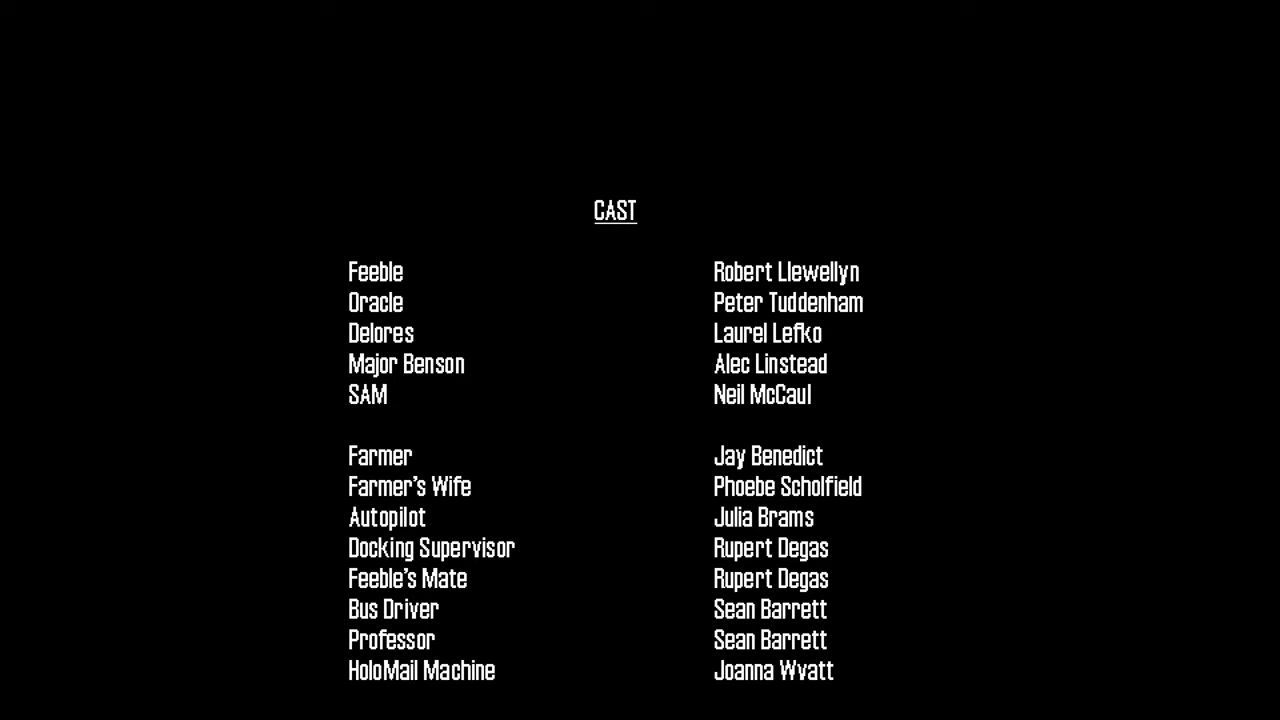 CAST
Feeble Robert Llewellyn
Oracle Peter Tuddenham
Delores Laurel Lefko
Major Benson Alec Linstead
SAM Neil McCaul
Farmer Jay Benedict
Farmer's Wife Phoebe Scholfield
Autopilot Julia Brams
Docking Supervisor Rupert Degas
Feeble's Mate Rupert Degas
Bus Driver Sean Barrett
Professor Sean Barrett
HoloMail Machine Joanna Wyatt